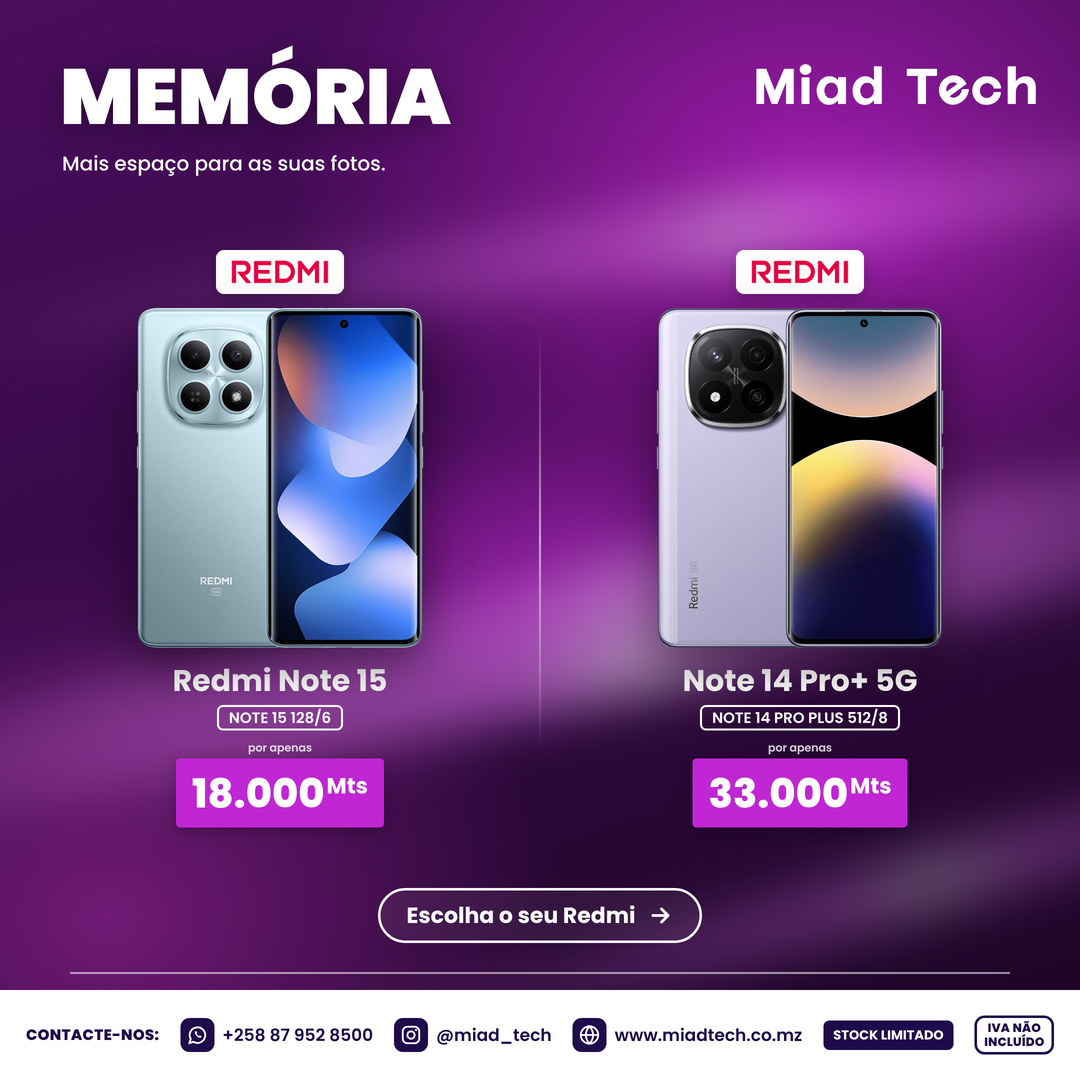 MEMÓRIA
Miad Tech
Mais espaço para as suas fotos.
REDMI
REDMI
REDMI
5G
Redmi 5G
Redmi Note 15
NOTE 15 128/6
por apenas
18.000Mts
Note 14 Pro+ 5G
NOTE 14 PRO PLUS 512/8
por apenas
33.000Mts
Escolha o seu Redmi →
CONTACTE-NOS:
+258 87 952 8500
@miad_tech
www.miadtech.co.mz
STOCK LIMITADO
IVA NÃO
INCLUÍDO